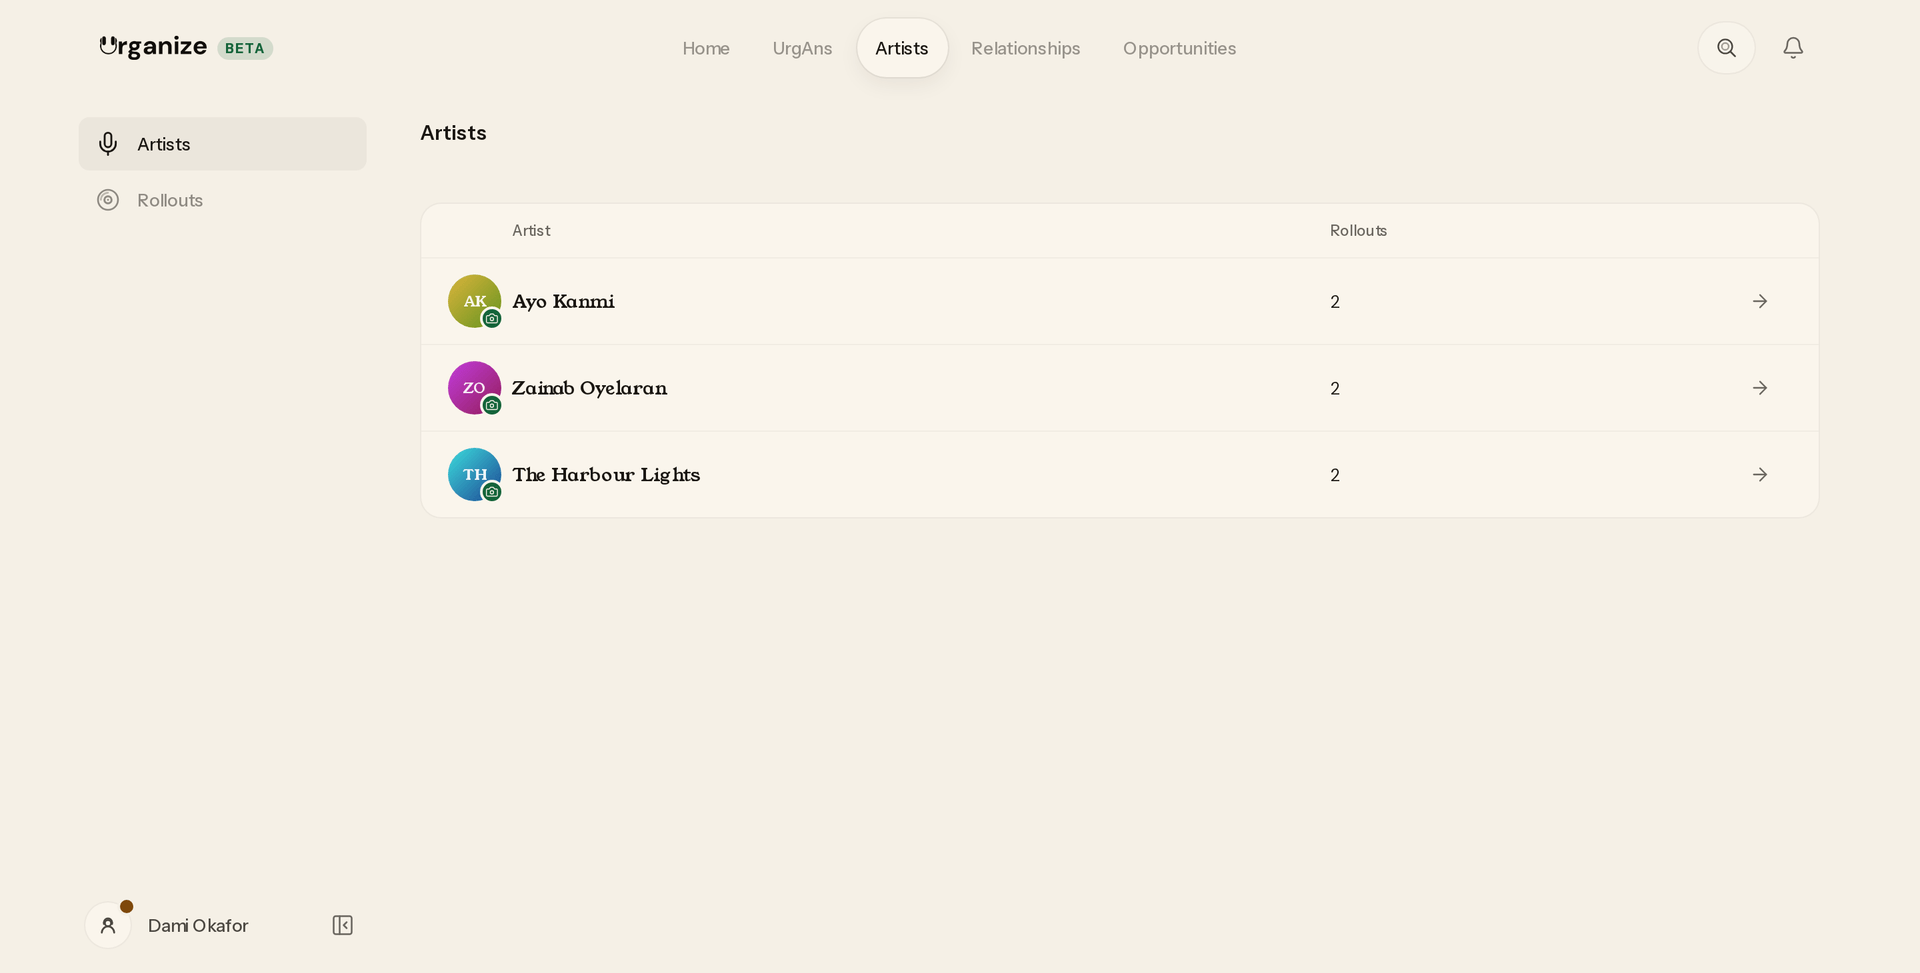 Urganize BETA
Home UrgAns Artists Relationships Opportunities
Artists
Rollouts
Artists
Artist Rollouts
AK Ayo Kanmi 2
ZO Zainab Oyelaran 2
TH The Harbour Lights 2
Dami Okafor